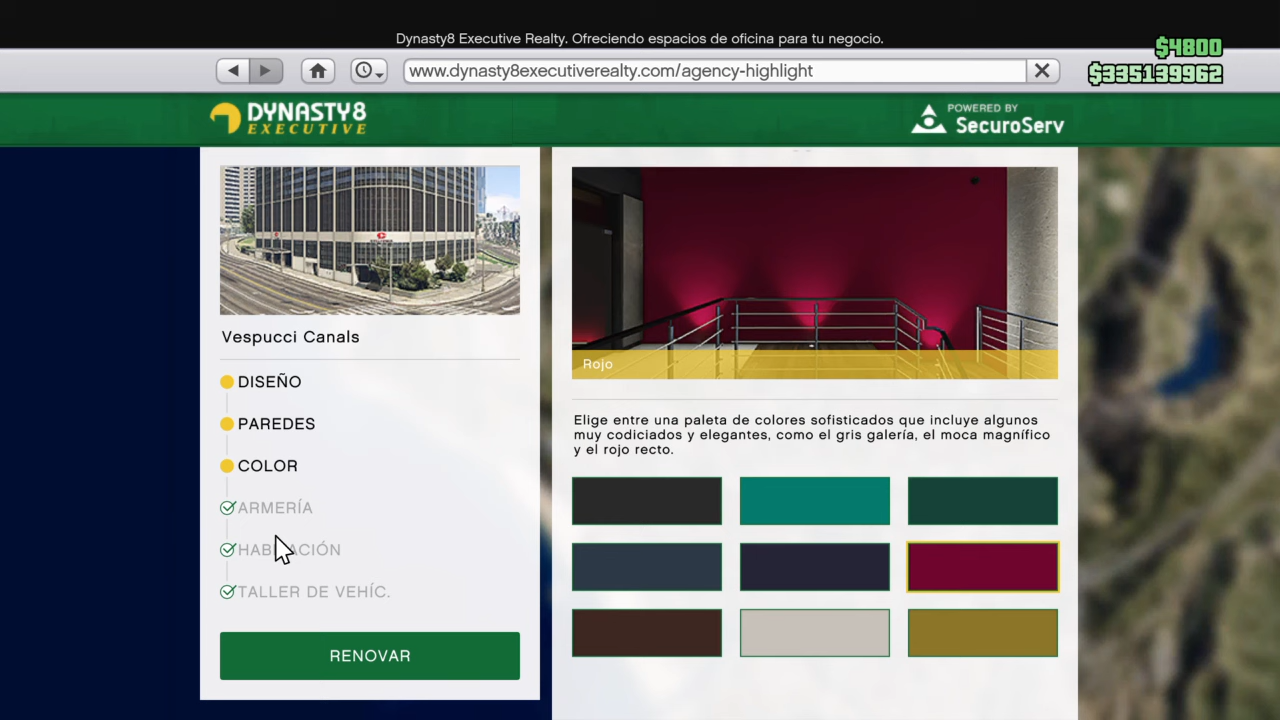 Dynasty8 Executive Realty. Ofreciendo espacios de oficina para tu negocio.
$4800
$335139962
www.dynasty8executiverealty.com/agency-highlight
DYNASTY8
EXECUTIVE
POWERED BY
SecuroServ
Vespucci Canals
DISEÑO
PAREDES
COLOR
ARMERÍA
HABITACIÓN
TALLER DE VEHÍC.
RENOVAR
Rojo
Elige entre una paleta de colores sofisticados que incluye algunos
muy codiciados y elegantes, como el gris galería, el moca magnífico
y el rojo recto.